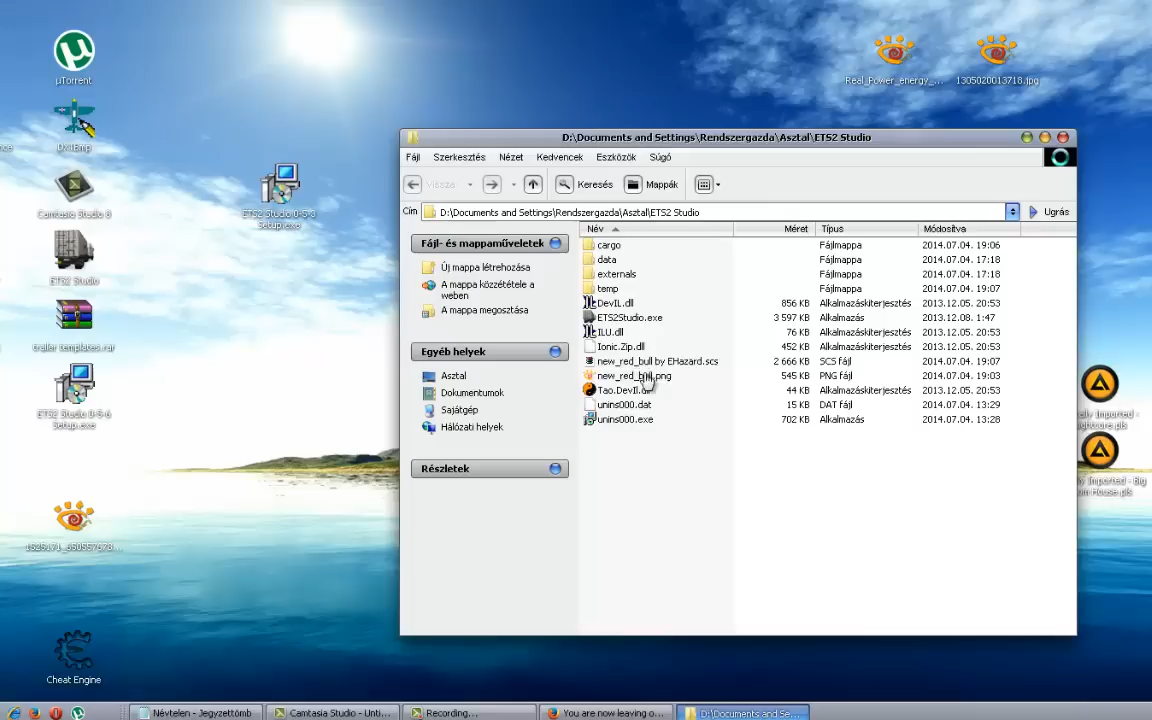 µTorrent
Camtasia Studio 8
ETS2 Studio
trailer templates.rar
ETS2 Studio 0-5-6
Setup.exe
Cheat Engine
ETS2 Studio 0-5-3
Setup.exe
Real_Power_energy_...
1305020013718.jpg
D:\Documents and Settings\Rendszergazda\Asztal\ETS2 Studio
Fájl Szerkesztés Nézet Kedvencek Eszközök Súgó
Vissza Keresés Mappák
Cím D:\Documents and Settings\Rendszergazda\Asztal\ETS2 Studio Ugrás
Fájl- és mappaműveletek
Új mappa létrehozása
A mappa közzététele a
weben
A mappa megosztása
Egyéb helyek
Asztal
Dokumentumok
Sajátgép
Hálózati helyek
Részletek
Név Méret Típus Módosítva
cargo Fájlmappa 2014.07.04. 19:06
data Fájlmappa 2014.07.04. 17:18
externals Fájlmappa 2014.07.04. 17:18
temp Fájlmappa 2014.07.04. 19:07
DevIL.dll 856 KB Alkalmazáskiterjesztés 2013.12.05. 20:53
ETS2Studio.exe 3 597 KB Alkalmazás 2013.12.08. 1:47
ILU.dll 76 KB Alkalmazáskiterjesztés 2013.12.05. 20:53
Ionic.Zip.dll 452 KB Alkalmazáskiterjesztés 2013.12.05. 20:53
new_red_bull by EHazard.scs 2 666 KB SCS fájl 2014.07.04. 19:07
new_red_bull.png 545 KB PNG fájl 2014.07.04. 19:03
Tao.DevIl.dll 44 KB Alkalmazáskiterjesztés 2013.12.05. 20:53
unins000.dat 15 KB DAT fájl 2014.07.04. 13:29
unins000.exe 702 KB Alkalmazás 2014.07.04. 13:28
Imported -
Imported - Big
House.pls
Névtelen - Jegyzettömb
Camtasia Studio - Unti...
Recording...
You are now leaving o...
D:\Documents and Se...